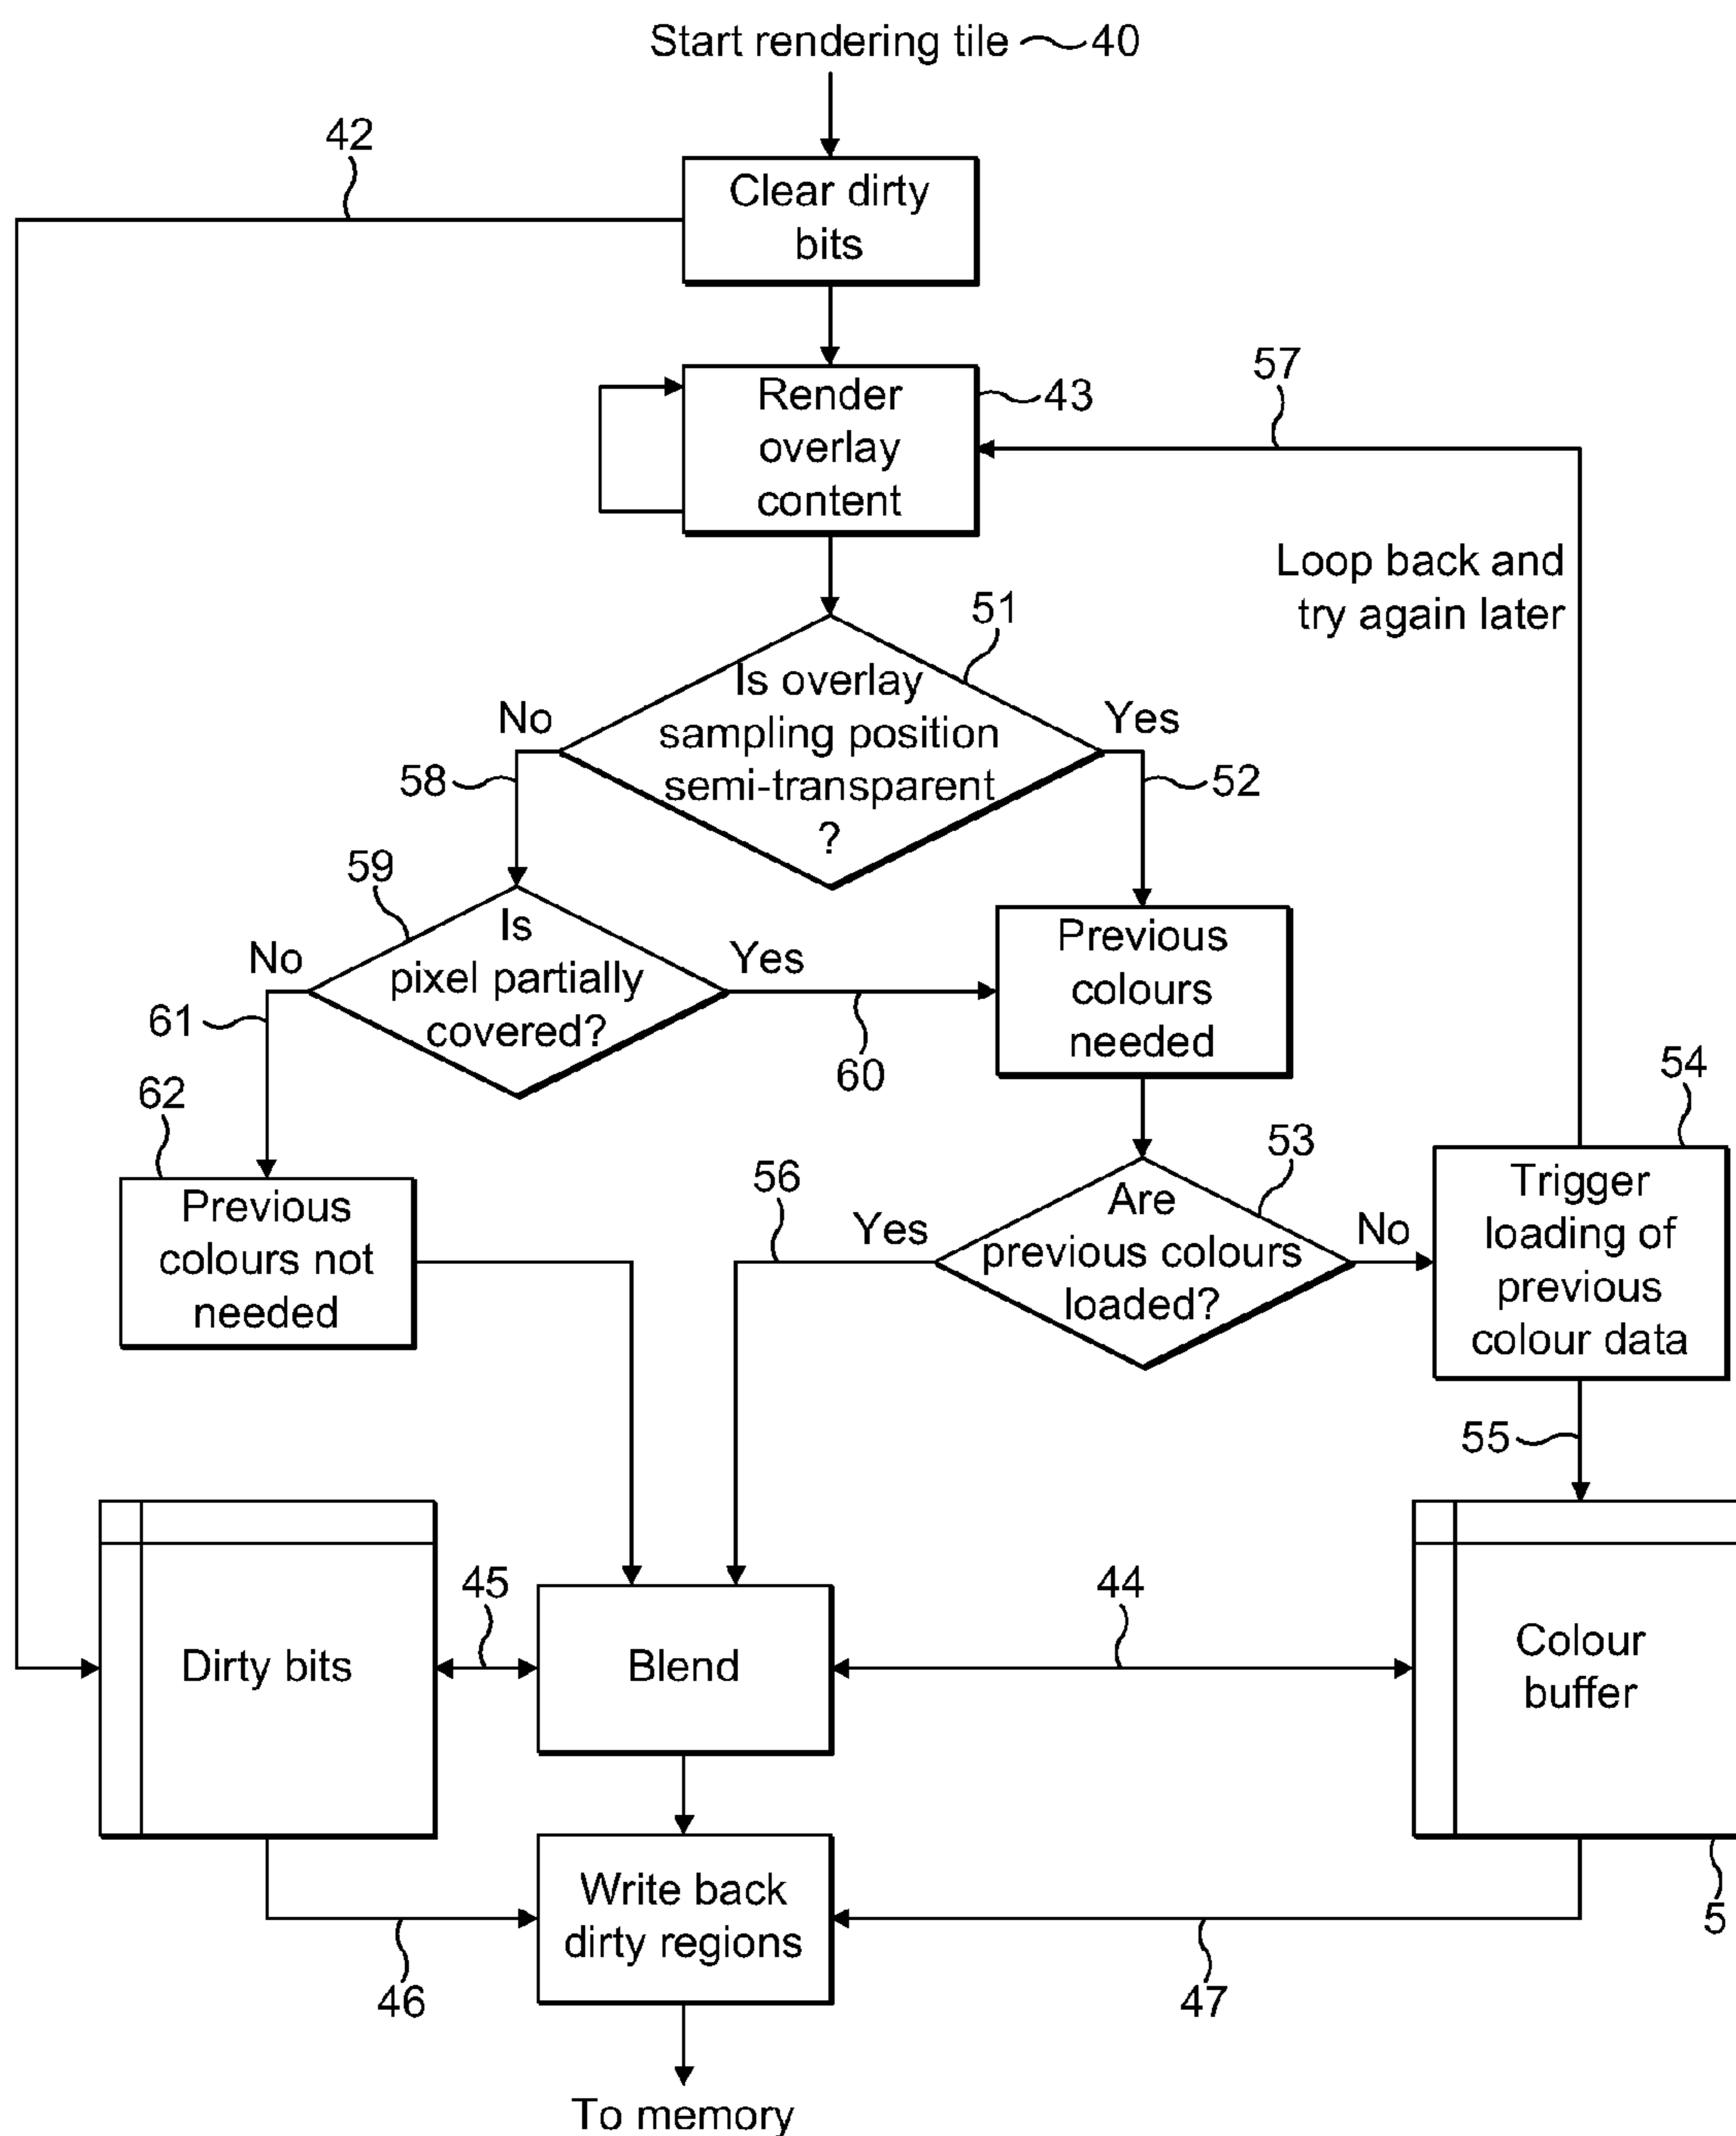 Start rendering tile 40
42
Clear dirty
bits
57
Render
overlay
content
43
Loop back and
try again later
51
Is overlay
sampling position
semi-transparent
?
No
Yes
58
52
59
Is
pixel partially
covered?
No
Yes
Previous
colours
needed
61
60
62
54
53
56
Previous
colours not
needed
Are
previous colours
loaded?
Yes
No
Trigger
loading of
previous
colour data
55
45
44
Dirty bits
Blend
Colour
buffer
Write back
dirty regions
5
46
47
To memory